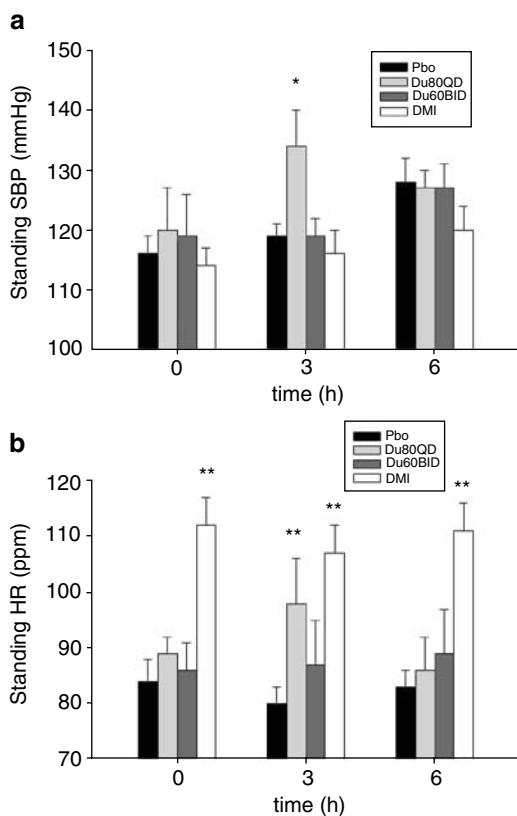 a
150
140
130
120
114
100
Standing SBP (mmHg)
*
Pbo
Du80QD
Du60BID
DMI
0 3 6
time (h)
b
120
110
100
90
80
70
Standing HR (ppm)
Pbo
Du80QD
Du60BID
DMI
**
**
**
**
0 3 6
time (h)